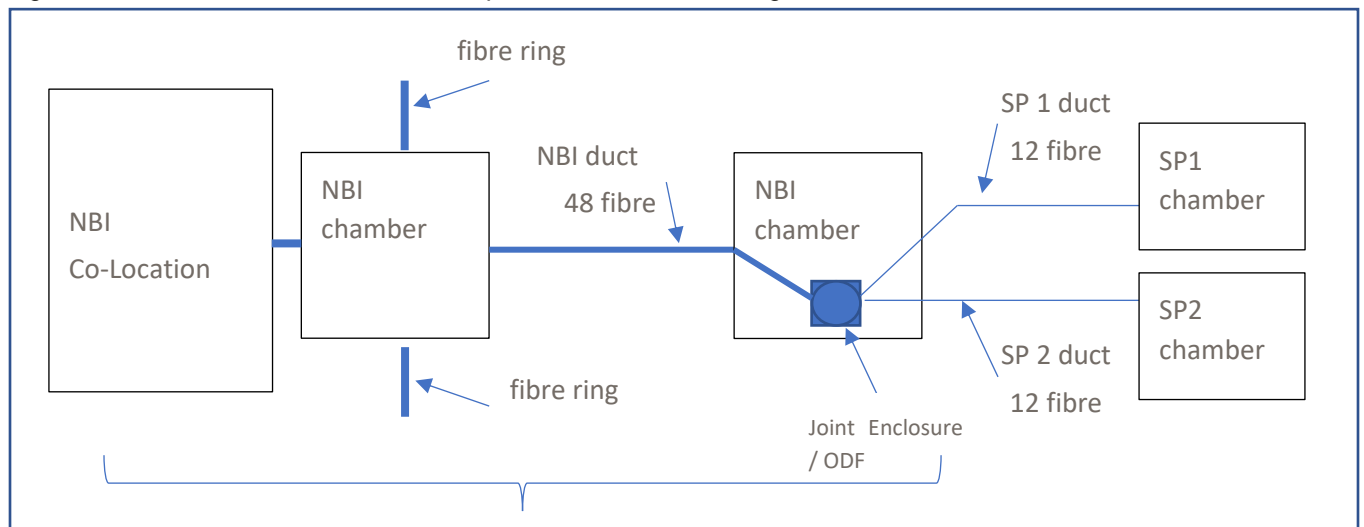 fibre ring
SP 1 duct
12 fibre
NBI duct
48 fibre
SP1
chamber
NBI
chamber
NBI
chamber
NBI
Co-Location
SP2
chamber
SP 2 duct
12 fibre
fibre ring
Joint Enclosure
/ ODF